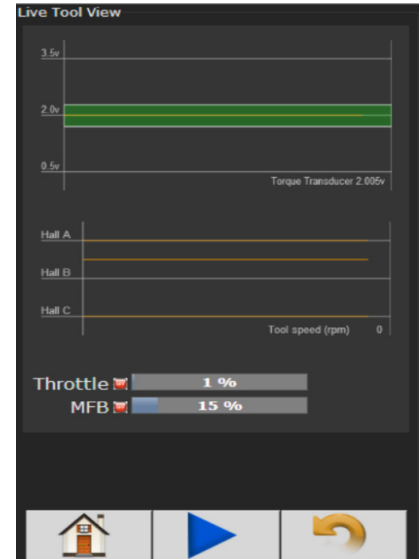 Live Tool View
3.5v
2.0v
0.5v
Torque Transducer 2.005v
Hall A
Hall B
Hall C
Tool speed (rpm) 0
Throttle 1 %
MFB 15 %